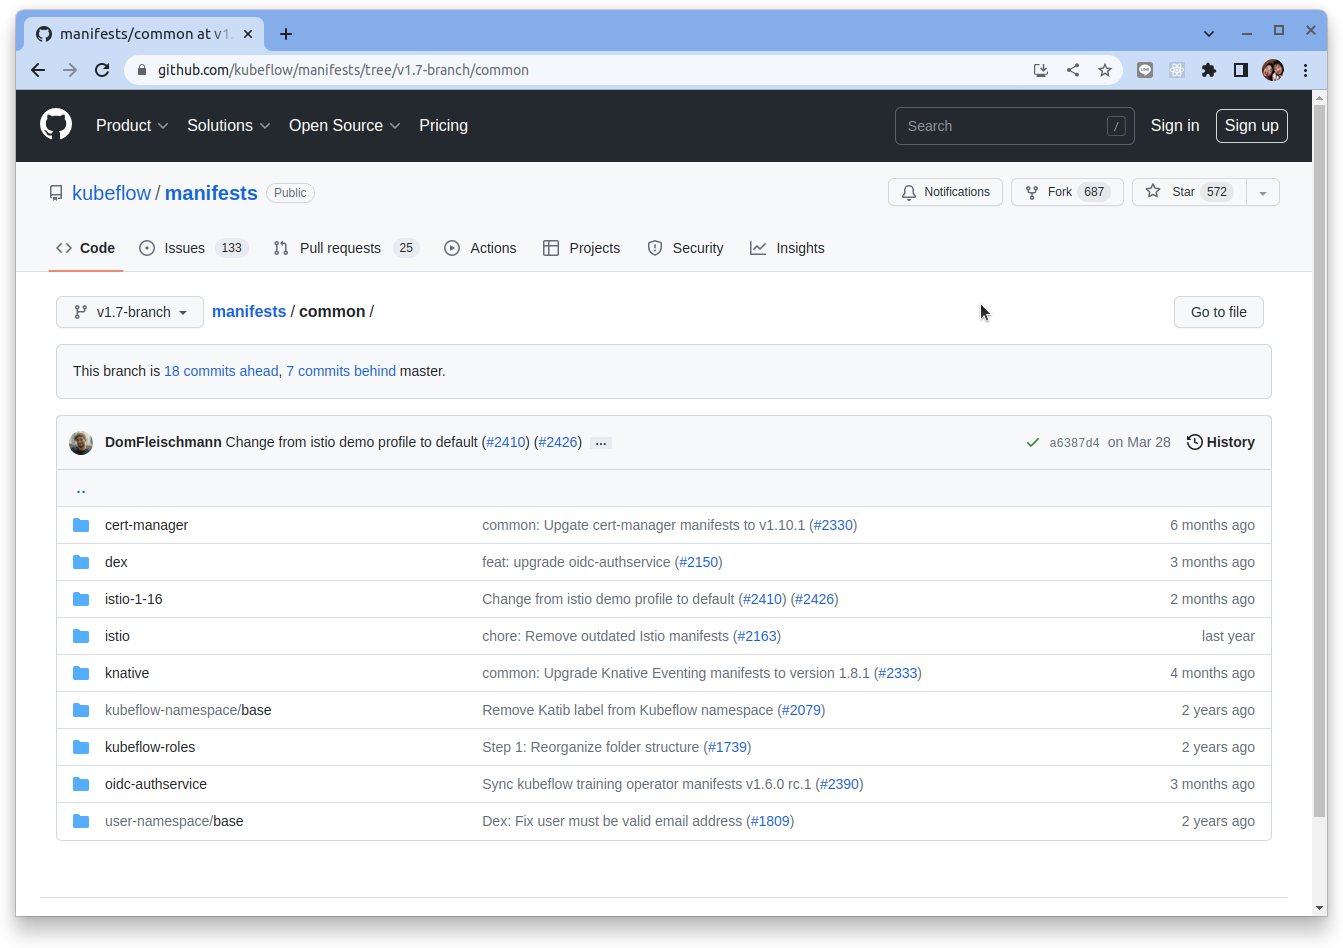 manifests/common at v1.
github.com/kubeflow/manifests/tree/v1.7-branch/common
Product Solutions Open Source Pricing Search / Sign in Sign up
kubeflow / manifests Public Notifications Fork 687 Star 572
Code Issues 133 Pull requests 25 Actions Projects Security Insights
v1.7-branch manifests / common / Go to file
This branch is 18 commits ahead, 7 commits behind master.
DomFleischmann Change from istio demo profile to default (#2410) (#2426) … a6387d4 on Mar 28 History
..
cert-manager common: Upgate cert-manager manifests to v1.10.1 (#2330) 6 months ago
dex feat: upgrade oidc-authservice (#2150) 3 months ago
istio-1-16 Change from istio demo profile to default (#2410) (#2426) 2 months ago
istio chore: Remove outdated Istio manifests (#2163) last year
knative common: Upgrade Knative Eventing manifests to version 1.8.1 (#2333) 4 months ago
kubeflow-namespace/base Remove Katib label from Kubeflow namespace (#2079) 2 years ago
kubeflow-roles Step 1: Reorganize folder structure (#1739) 2 years ago
oidc-authservice Sync kubeflow training operator manifests v1.6.0 rc.1 (#2390) 3 months ago
user-namespace/base Dex: Fix user must be valid email address (#1809) 2 years ago